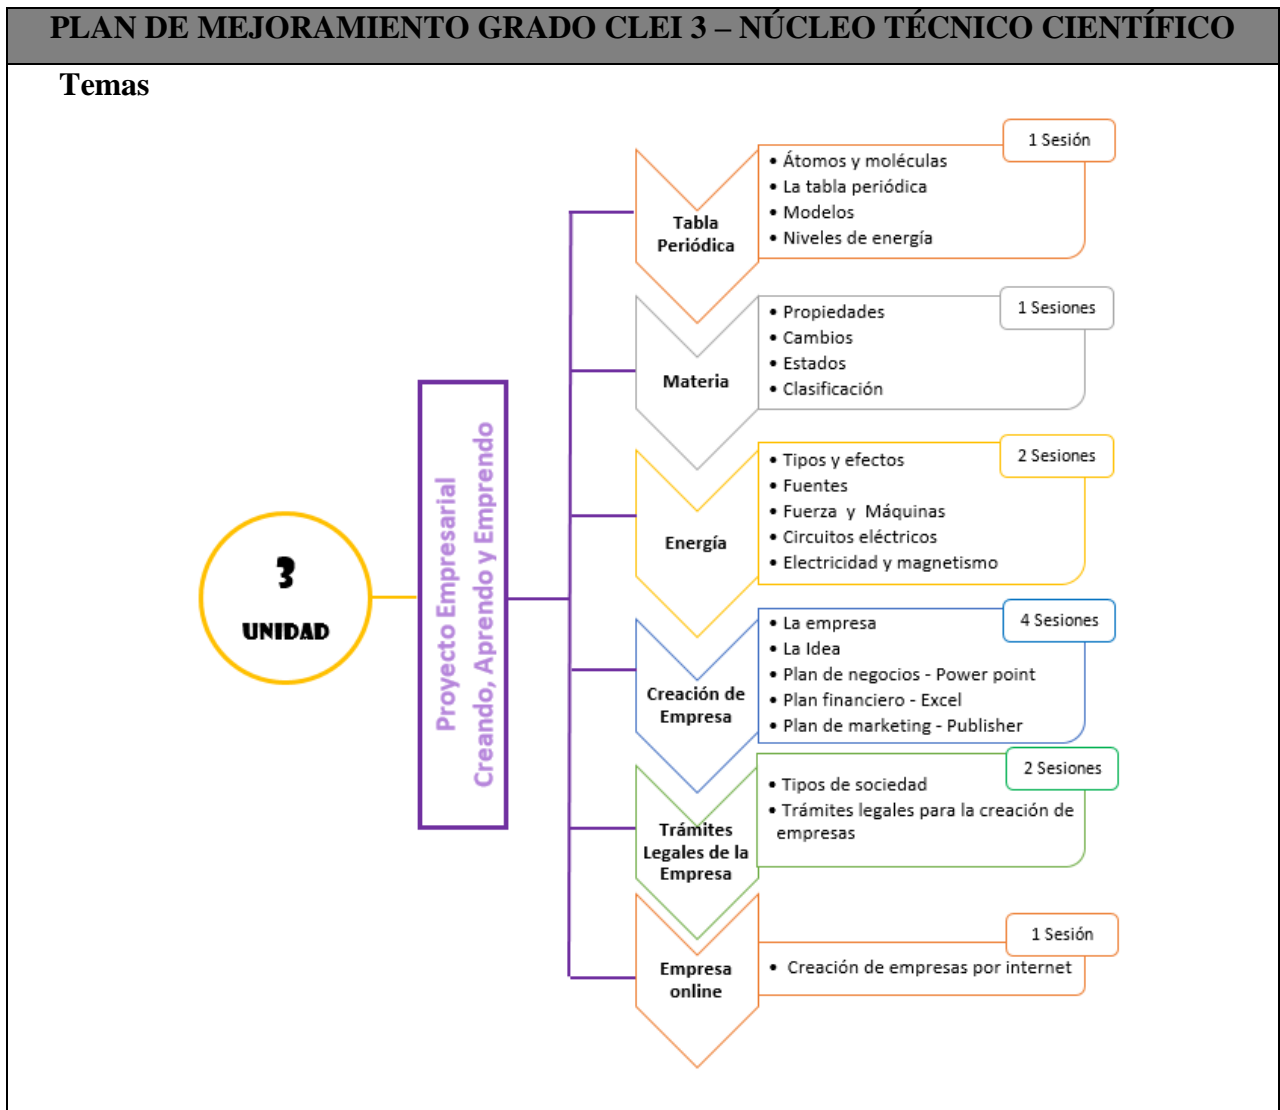 PLAN DE MEJORAMIENTO GRADO CLEI 3 – NÚCLEO TÉCNICO CIENTÍFICO
Temas
3
UNIDAD
Proyecto Empresarial
Creando, Aprendo y Emprendo
Tabla
Periódica
1 Sesión
• Átomos y moléculas
• La tabla periódica
• Modelos
• Niveles de energía
Materia
1 Sesiones
• Propiedades
• Cambios
• Estados
• Clasificación
Energía
2 Sesiones
• Tipos y efectos
• Fuentes
• Fuerza y Máquinas
• Circuitos eléctricos
• Electricidad y magnetismo
Creación de
Empresa
4 Sesiones
• La empresa
• La Idea
• Plan de negocios - Power point
• Plan financiero - Excel
• Plan de marketing - Publisher
Trámites
Legales de la
Empresa
2 Sesiones
• Tipos de sociedad
• Trámites legales para la creación de
empresas
Empresa
online
1 Sesión
• Creación de empresas por internet